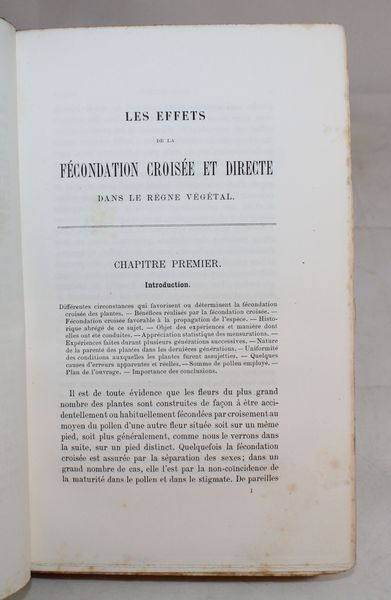 LES EFFETS
DE LA
FÉCONDATION CROISÉE ET DIRECTE
DANS LE RÈGNE VÉGÉTAL.
CHAPITRE PREMIER.
Introduction.
Différentes circonstances qui favorisent ou déterminent la fécondation
croisée des plantes. — Bénéfices réalisés par la fécondation croisée. —
Fécondation croisée favorable à la propagation de l'espèce. — Histo-
rique abrégé de ce sujet. — Objet des expériences et manière dont
elles ont été conduites. — Appréciation statistique des mensurations. —
Expériences faites durant plusieurs générations successives. — Nature
de la parenté des plantes dans les dernières générations. — Uniformité
des conditions auxquelles les plantes furent assujetties. — Quelques
causes d'erreurs apparentes et réelles. — Somme de pollen employé. —
Plan de l'ouvrage. — Importance des conclusions.
Il est de toute évidence que les fleurs du plus grand
nombre des plantes sont construites de façon à être acci-
dentellement ou habituellement fécondées par croisement au
moyen du pollen d'une autre fleur située soit sur un même
pied, soit plus généralement, comme nous le verrons dans
la suite, sur un pied distinct. Quelquefois la fécondation
croisée est assurée par la séparation des sexes; dans un
grand nombre de cas, elle l'est par la non-coïncidence de
la maturité dans le pollen et dans le stigmate. De pareilles
1